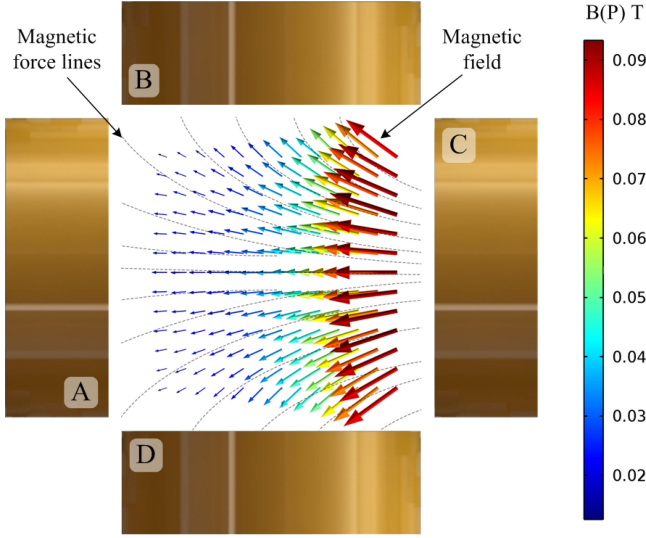 B(P) T
Magnetic
force lines
Magnetic
field
B
C
A
D
0.09
0.08
0.07
0.06
0.05
0.04
0.03
0.02